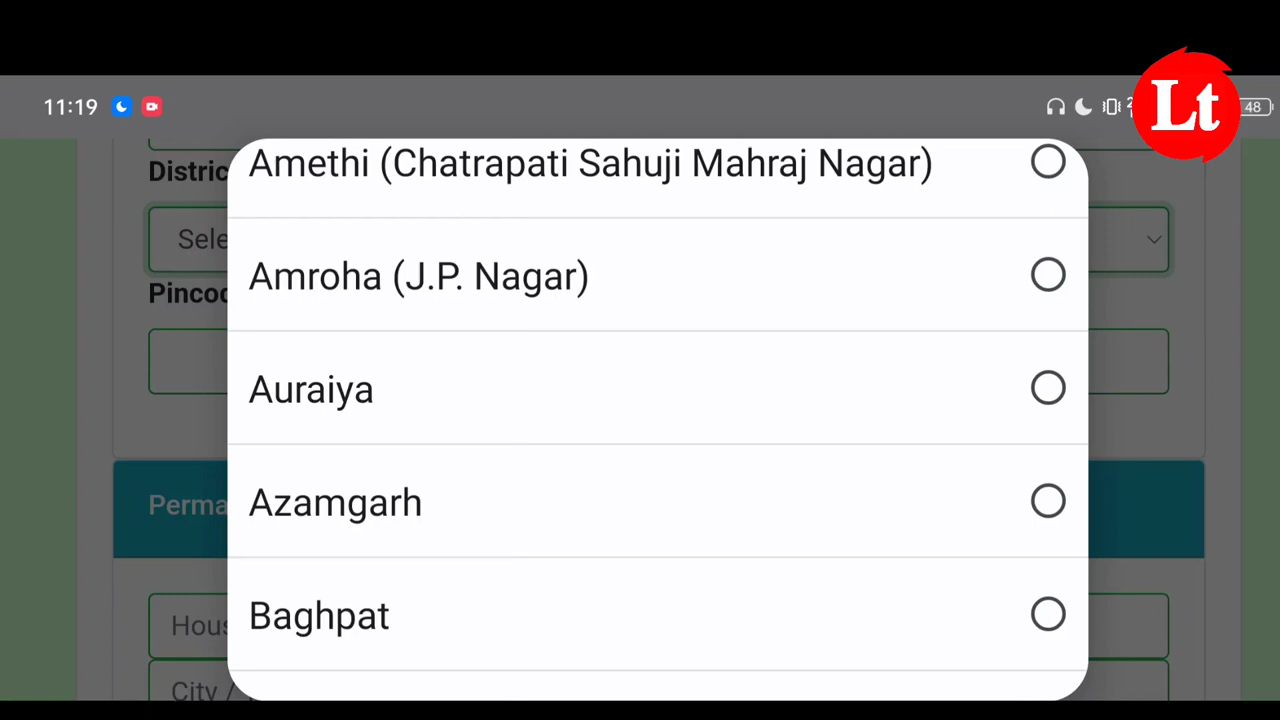 11:19
Lt
48
Distric
Amethi (Chatrapati Sahuji Mahraj Nagar)
Sele
Amroha (J.P. Nagar)
Pincod
Auraiya
Azamgarh
Perma
Baghpat
Hous
City /